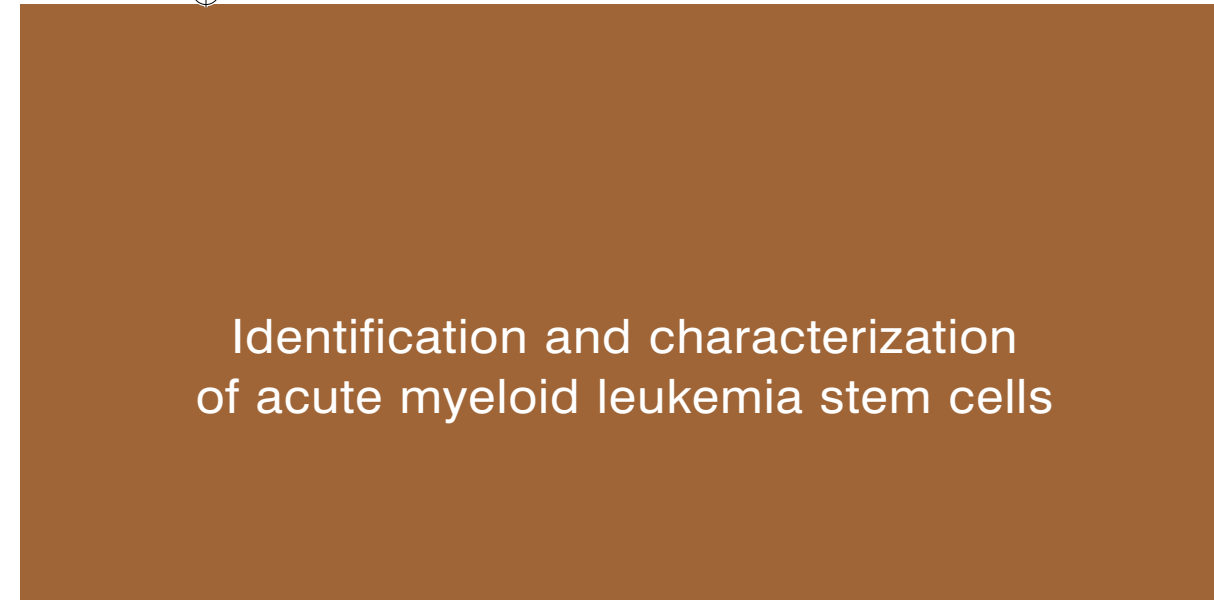 Identification and characterization
of acute myeloid leukemia stem cells